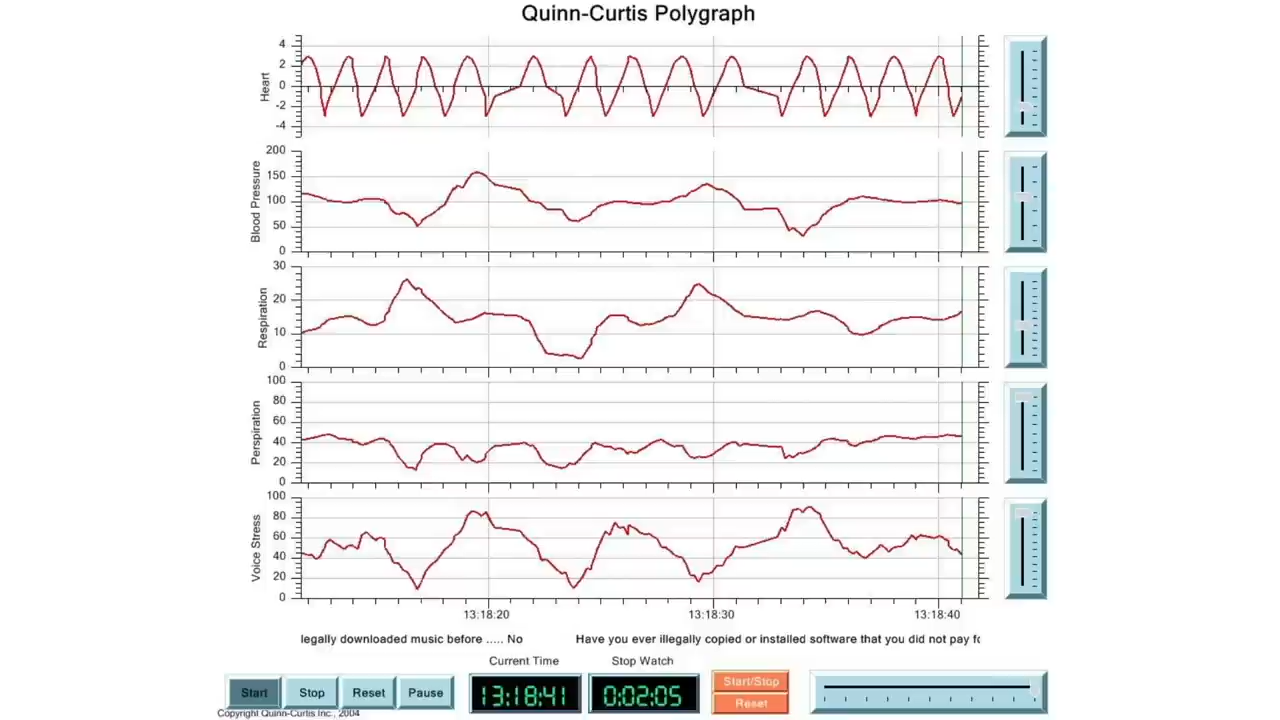 Quinn-Curtis Polygraph
Heart
4
2
0
-2
-4
Blood Pressure
200
150
100
50
0
Respiration
30
20
10
0
Perspiration
100
80
60
40
20
0
Voice Stress
100
80
60
40
20
0
13:18:20 13:18:30 13:18:40
legally downloaded music before ..... No Have you ever illegally copied or installed software that you did not pay fo
Current Time Stop Watch
Start Stop Reset Pause 13:18:41 0:02:05 Start/Stop
Reset
Copyright Quinn-Curtis Inc., 2004